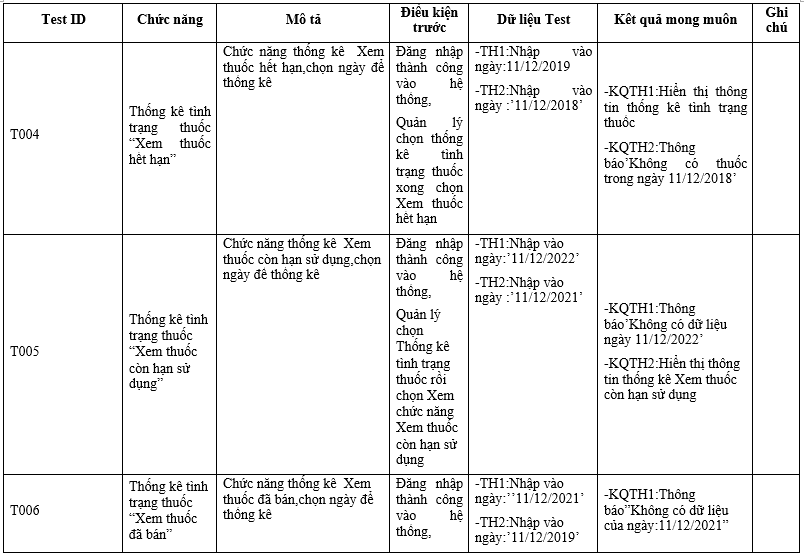 Test ID
Chức năng
Mô tả
Điều kiện
trước
Dữ liệu Test
Kết quả mong muôn
Ghi
chú
T004
Thống kê tình
trạng thuốc
“Xem thuốc
hết hạn”
Chức năng thống kê Xem
thuốc hết hạn,chọn ngày để
thống kê
Đăng nhập
thành công
vào hệ
thống,
Quản lý
chọn thống
kê tình
trạng thuốc
xong chọn
Xem thuốc
hết hạn
-TH1:Nhập vào
ngày:11/12/2019
-TH2:Nhập vào
ngày :’11/12/2018’
-KQTH1:Hiển thị thông
tin thống kê tình trạng
thuốc
-KQTH2:Thông
báo’Không có thuốc
trong ngày 11/12/2018’
T005
Thống kê tình
trạng thuốc
“Xem thuốc
còn hạn sử
dụng”
Chức năng thống kê Xem
thuốc còn hạn sử dụng,chọn
ngày để thống kê
Đăng nhập
thành công
vào hệ
thống,
Quản lý
chọn
Thống kê
tình trạng
thuốc rồi
chọn Xem
chức năng
Xem thuốc
còn hạn sử
dụng
-TH1:Nhập vào
ngày:’11/12/2022’
-TH2:Nhập vào
ngày :’11/12/2021’
-KQTH1:Thông
báo’Không có dữ liệu
ngày 11/12/2022’
-KQTH2:Hiển thị thông
tin thống kê Xem thuốc
còn hạn sử dụng
T006
Thống kê tình
trạng thuốc
“Xem thuốc
đã bán”
Chức năng thống kê Xem
thuốc đã bán,chọn ngày để
thống kê
Đăng nhập
thành công
vào hệ
thống,
-TH1:Nhập vào
ngày:’’11/12/2021’
-TH2:Nhập vào
ngày:’11/12/2019’
-KQTH1:Thông
báo”Không có dữ liệu
của ngày:11/12/2021”